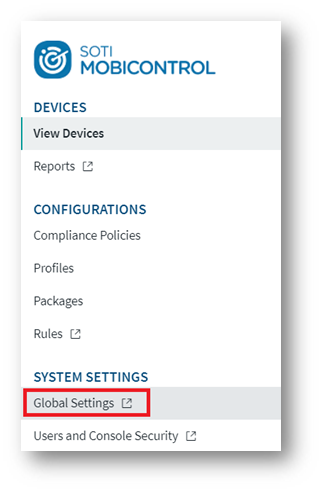 SOTI
MOBICONTROL
DEVICES
View Devices
Reports
CONFIGURATIONS
Compliance Policies
Profiles
Packages
Rules
SYSTEM SETTINGS
Global Settings
Users and Console Security